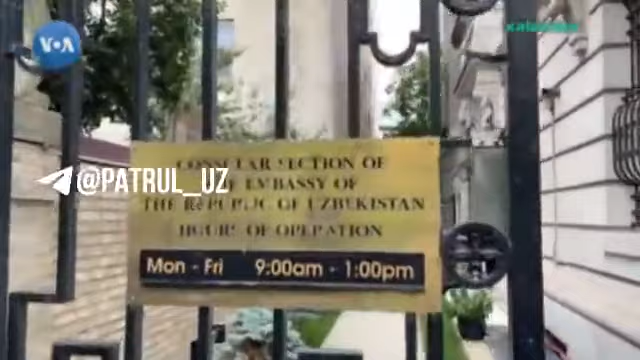 VOA
CONSULAR SECTION OF
THE EMBASSY OF
THE REPUBLIC OF UZBEKISTAN
HOURS OF OPERATION
Mon - Fri 9:00am - 1:00pm
@PATRUL_UZ